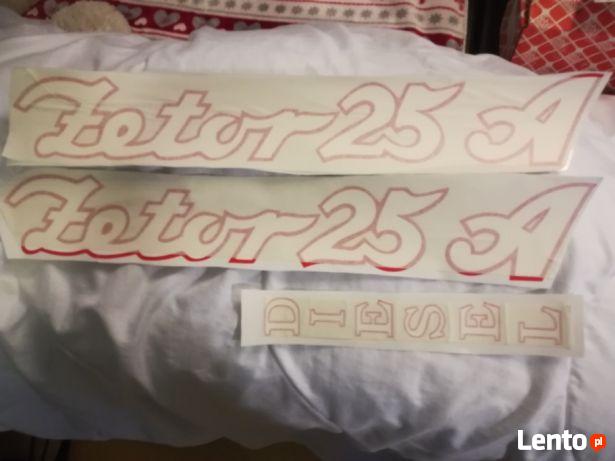 Zetor 25 A
Zetor 25 A
DIESEL
Lento pl